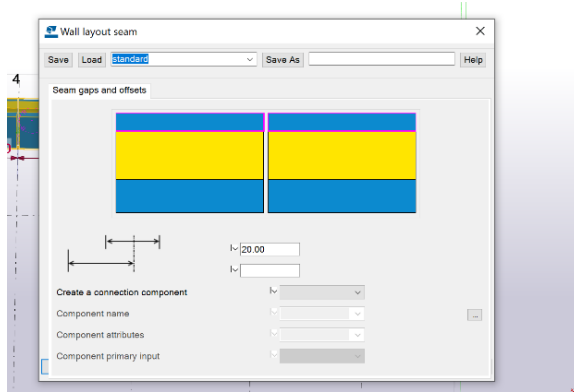 Wall layout seam
Save Load standard Save As Help
4
Seam gaps and offsets
20.00
Create a connection component
Component name
...
Component attributes
Component primary input